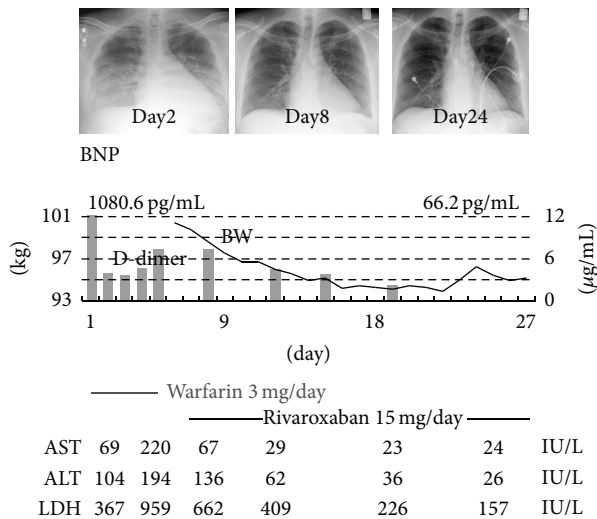 Day2 Day8 Day24
BNP
1080.6 pg/mL 66.2 pg/mL
101 12
BW
(kg) 97 D-dimer 6 (μg/mL)
93 0
1 9 18 27
(day)
Warfarin 3 mg/day
Rivaroxaban 15 mg/day
AST 69 220 67 29 23 24 IU/L
ALT 104 194 136 62 36 26 IU/L
LDH 367 959 662 409 226 157 IU/L